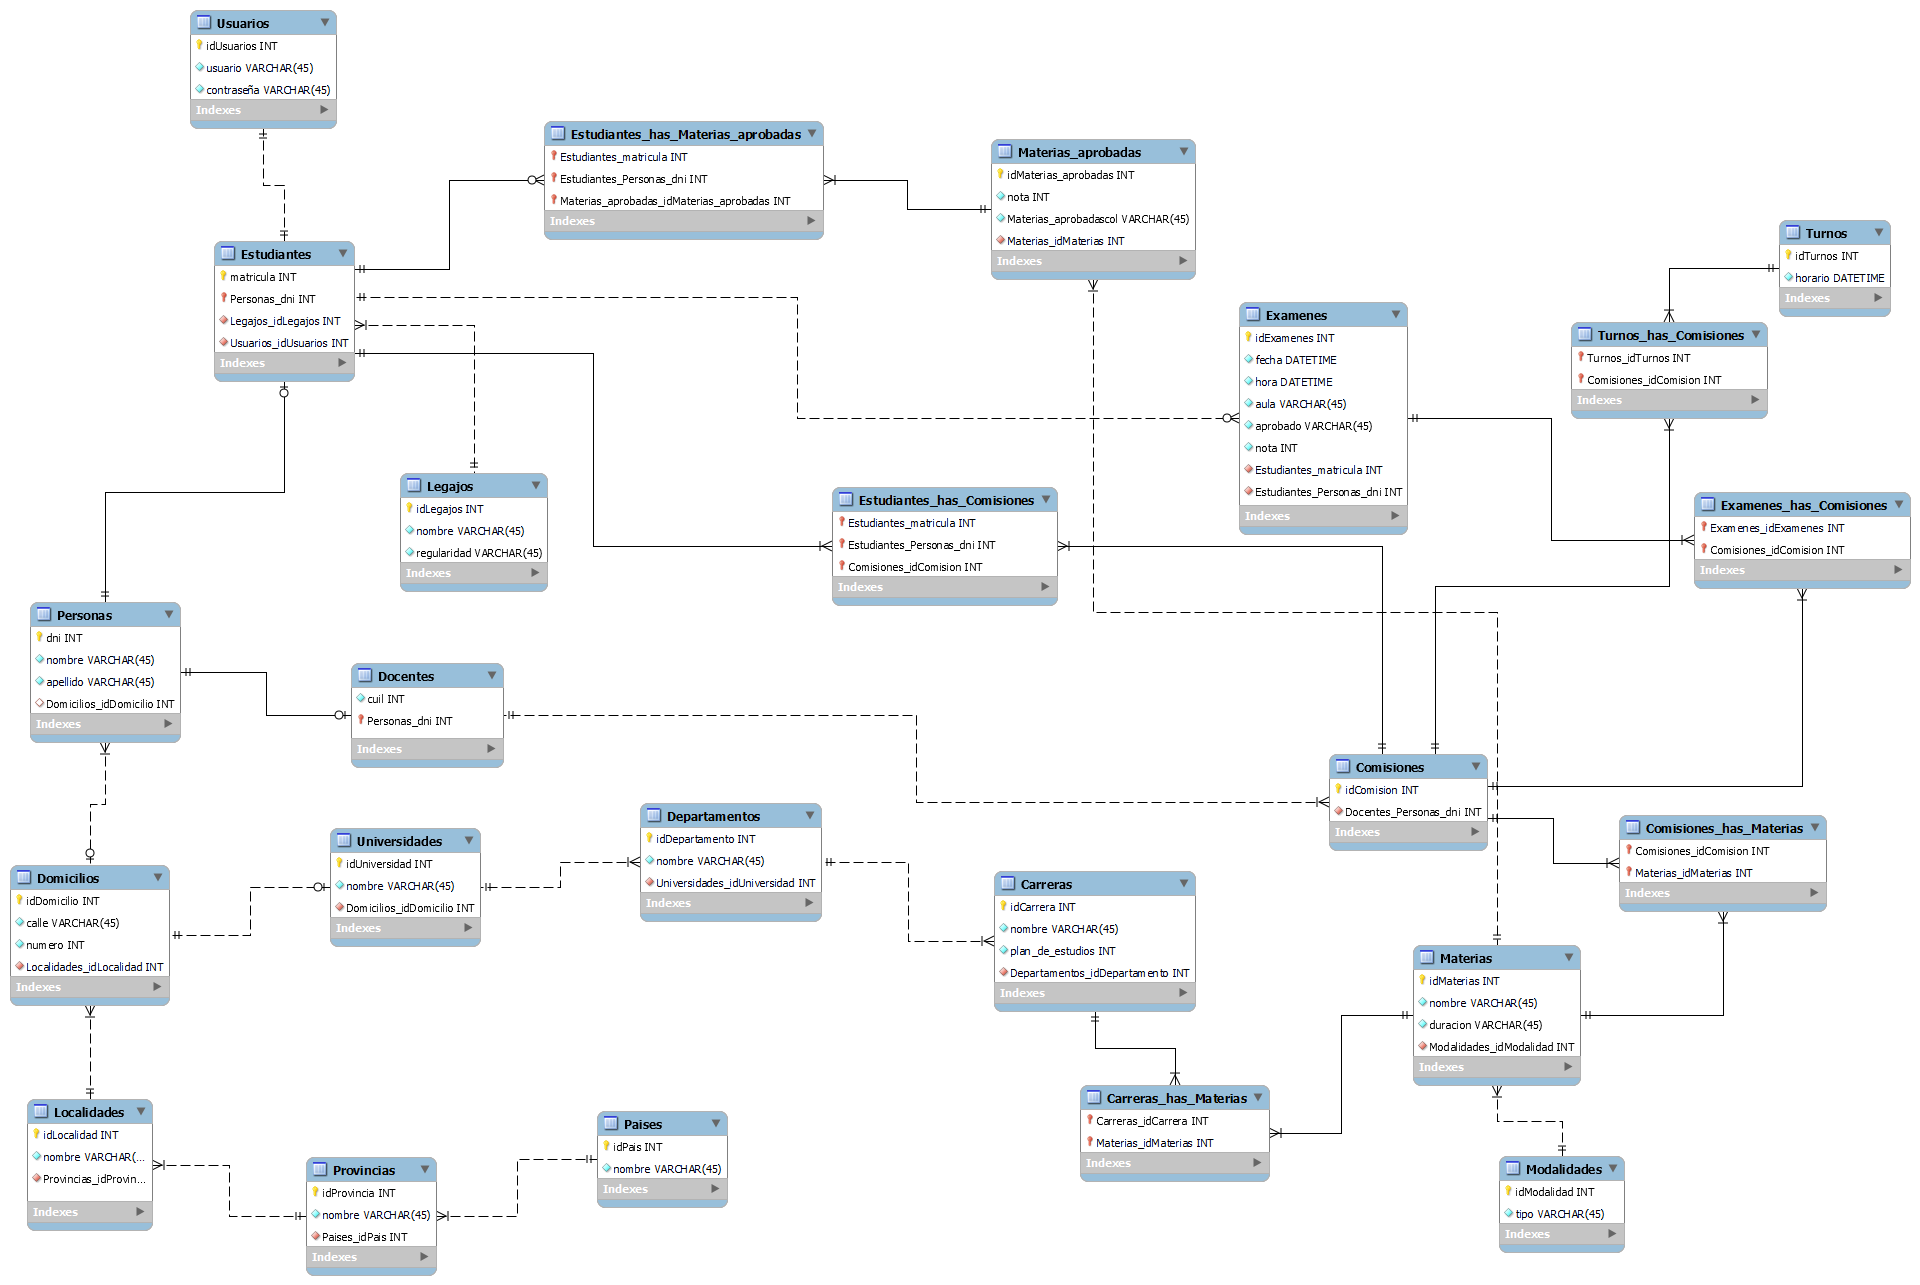 Usuarios
idUsuarios INT
usuario VARCHAR(45)
contraseña VARCHAR(45)
Indexes
Estudiantes_has_Materias_aprobadas
Estudiantes_matricula INT
Estudiantes_Personas_dni INT
Materias_aprobadas_idMaterias_aprobadas INT
Indexes
Materias_aprobadas
idMaterias_aprobadas INT
nota INT
Materias_aprobadascol VARCHAR(45)
Materias_idMaterias INT
Indexes
Turnos
idTurnos INT
horario DATETIME
Indexes
Estudiantes
matricula INT
Personas_dni INT
Legajos_idLegajos INT
Usuarios_idUsuarios INT
Indexes
Examenes
idExamenes INT
fecha DATETIME
hora DATETIME
aula VARCHAR(45)
aprobado VARCHAR(45)
nota INT
Estudiantes_matricula INT
Estudiantes_Personas_dni INT
Indexes
Turnos_has_Comisiones
Turnos_idTurnos INT
Comisiones_idComision INT
Indexes
Legajos
idLegajos INT
nombre VARCHAR(45)
regularidad VARCHAR(45)
Indexes
Estudiantes_has_Comisiones
Estudiantes_matricula INT
Estudiantes_Personas_dni INT
Comisiones_idComision INT
Indexes
Examenes_has_Comisiones
Examenes_idExamenes INT
Comisiones_idComision INT
Indexes
Personas
dni INT
nombre VARCHAR(45)
apellido VARCHAR(45)
Domicilios_idDomicilio INT
Indexes
Docentes
cuil INT
Personas_dni INT
Indexes
Comisiones
idComision INT
Docentes_Personas_dni INT
Indexes
Universidades
idUniversidad INT
nombre VARCHAR(45)
Domicilios_idDomicilio INT
Indexes
Departamentos
idDepartamento INT
nombre VARCHAR(45)
Universidades_idUniversidad INT
Indexes
Comisiones_has_Materias
Comisiones_idComision INT
Materias_idMaterias INT
Indexes
Domicilios
idDomicilio INT
calle VARCHAR(45)
numero INT
Localidades_idLocalidad INT
Indexes
Carreras
idCarrera INT
nombre VARCHAR(45)
plan_de_estudios INT
Departamentos_idDepartamento INT
Indexes
Materias
idMaterias INT
nombre VARCHAR(45)
duracion VARCHAR(45)
Modalidades_idModalidad INT
Indexes
Localidades
idLocalidad INT
nombre VARCHAR(...
Provincias_idProvin...
Indexes
Provincias
idProvincia INT
nombre VARCHAR(45)
Paises_idPais INT
Indexes
Paises
idPais INT
nombre VARCHAR(45)
Indexes
Carreras_has_Materias
Carreras_idCarrera INT
Materias_idMaterias INT
Indexes
Modalidades
idModalidad INT
tipo VARCHAR(45)
Indexes